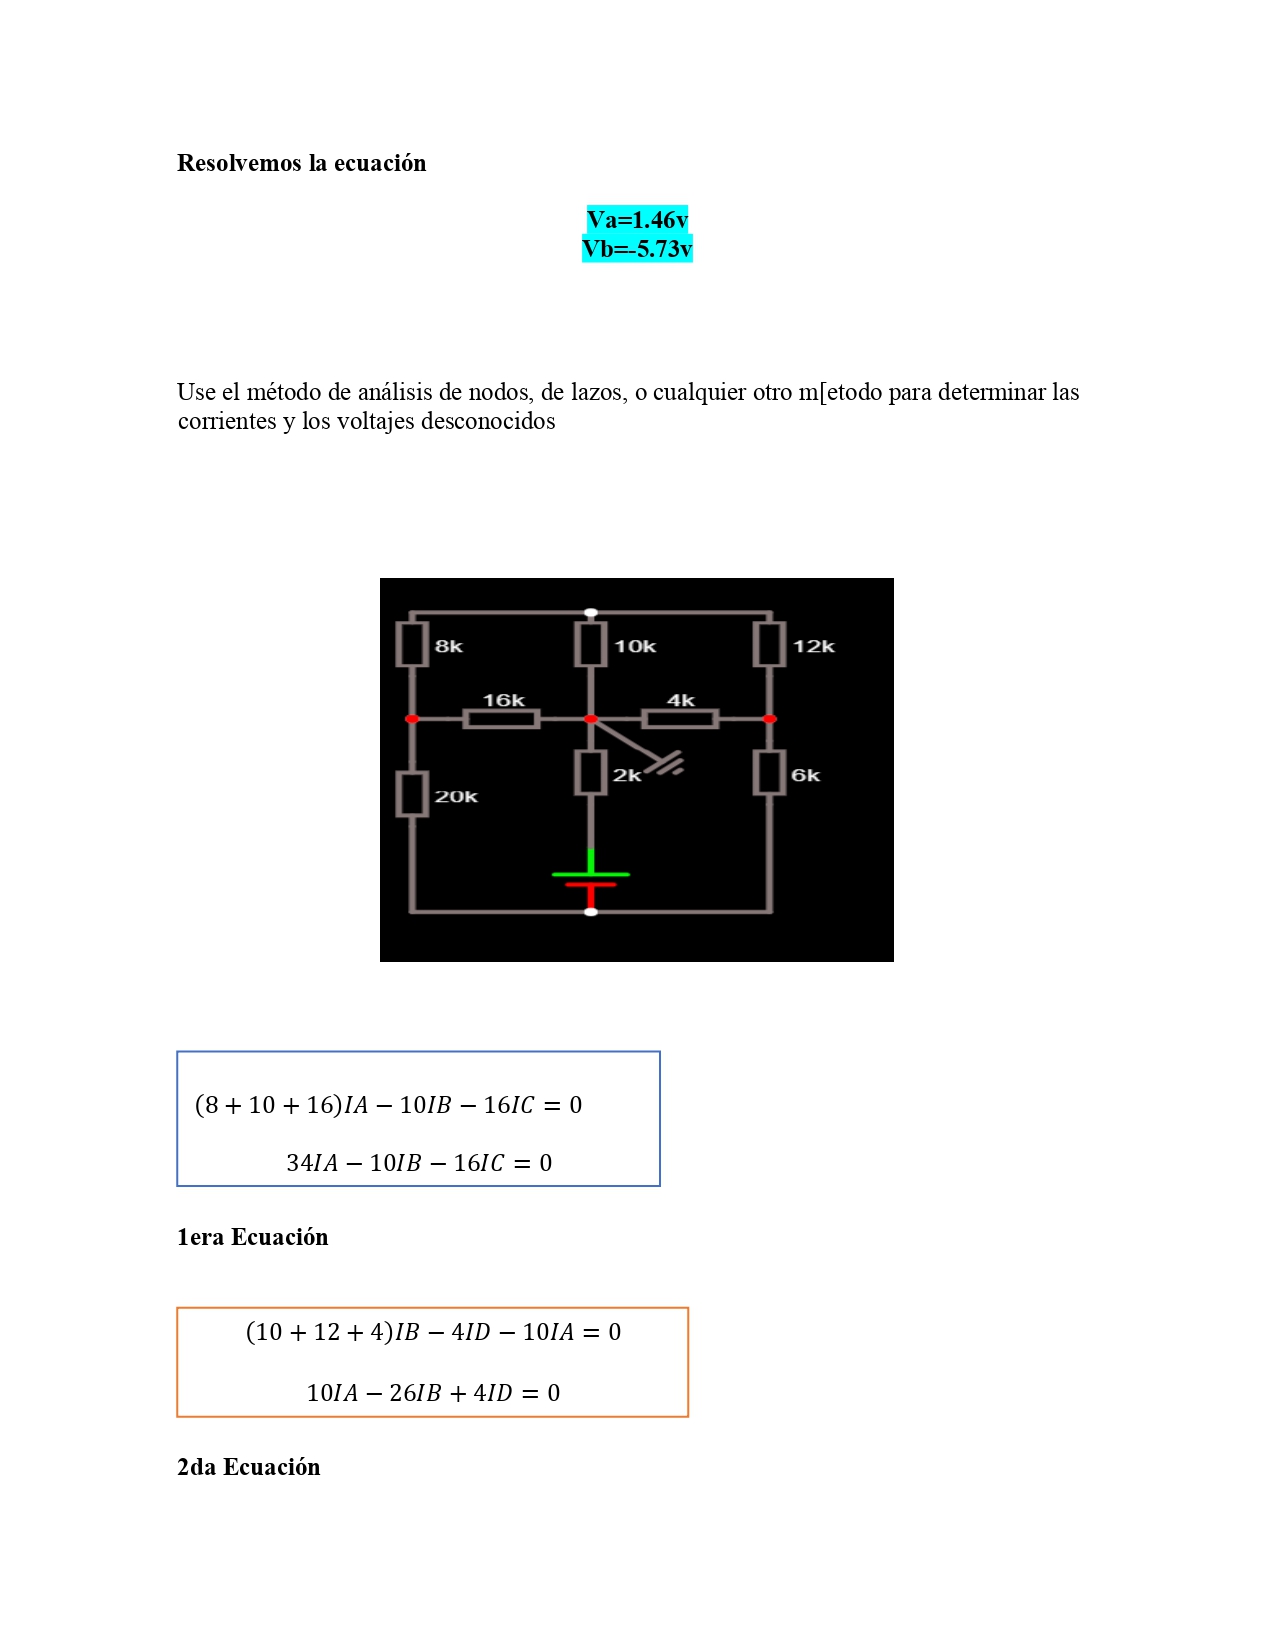 Resolvemos la ecuación
Va=1.46v
Vb=-5.73v
Use el método de análisis de nodos, de lazos, o cualquier otro m[etodo para determinar las
corrientes y los voltajes desconocidos
8k
10k
12k
16k
4k
2k
6k
20k
(8 + 10 + 16)IA − 10IB − 16IC = 0
34IA − 10IB − 16IC = 0
1era Ecuación
(10 + 12 + 4)IB − 4ID − 10IA = 0
10IA − 26IB + 4ID = 0
2da Ecuación